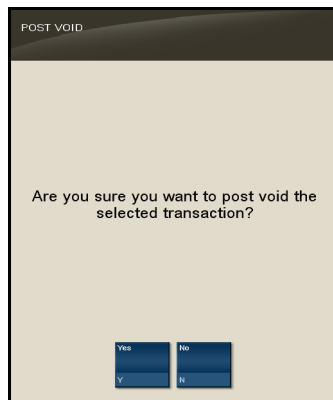 POST VOID
Are you sure you want to post void the
selected transaction?
Yes No
Y N